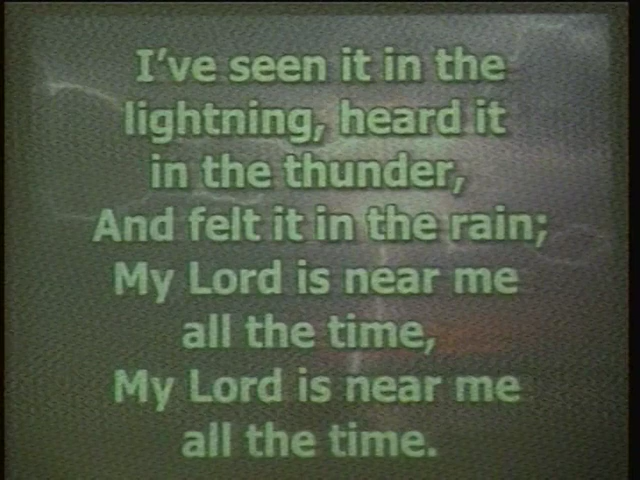 I've seen it in the
lightning, heard it
in the thunder,
And felt it in the rain;
My Lord is near me
all the time,
My Lord is near me
all the time.